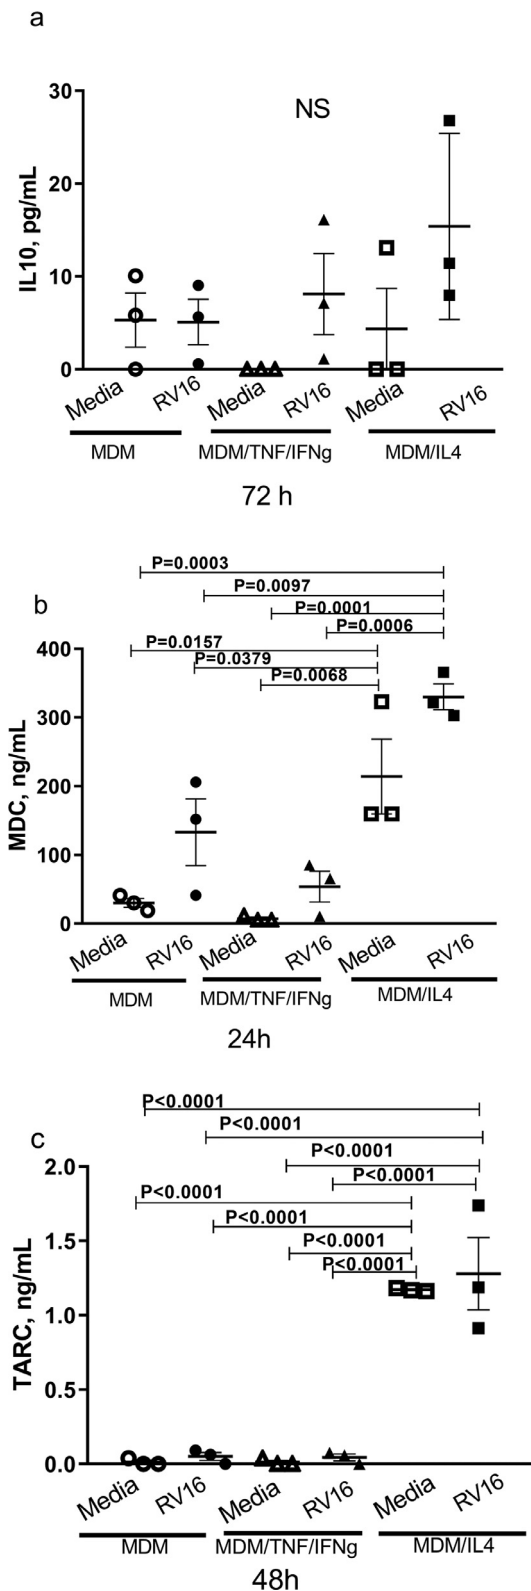 a
30
20
10
0
IL10, pg/mL
NS
Media RV16 Media RV16 Media RV16
MDM MDM/TNF/IFNg MDM/IL4
72 h
b
P=0.0003
P=0.0097
P=0.0001
P=0.0006
P=0.0157
P=0.0379
P=0.0068
400
300
200
100
0
MDC, ng/mL
Media RV16 Media RV16 Media RV16
MDM MDM/TNF/IFNg MDM/IL4
24h
c
P<0.0001
P<0.0001
P<0.0001
P<0.0001
P<0.0001
P<0.0001
P<0.0001
P<0.0001
2.0
1.5
1.0
0.5
0.0
TARC, ng/mL
Media RV16 Media RV16 Media RV16
MDM MDM/TNF/IFNg MDM/IL4
48h